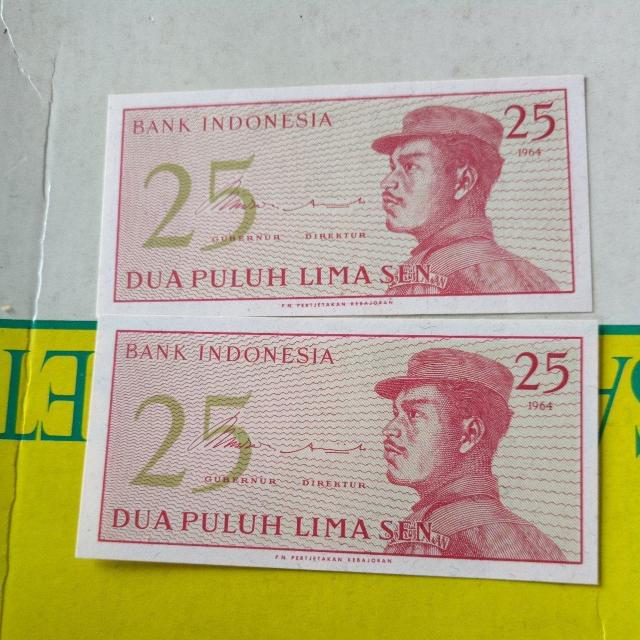 BANK INDONESIA
25
1964
25
GUBERNUR DIREKTUR
DUA PULUH LIMA SEN
P.N. PERTJETAKAN KEBAJORAN
BANK INDONESIA
25
1964
25
GUBERNUR DIREKTUR
DUA PULUH LIMA SEN
P.N. PERTJETAKAN KEBAJORAN